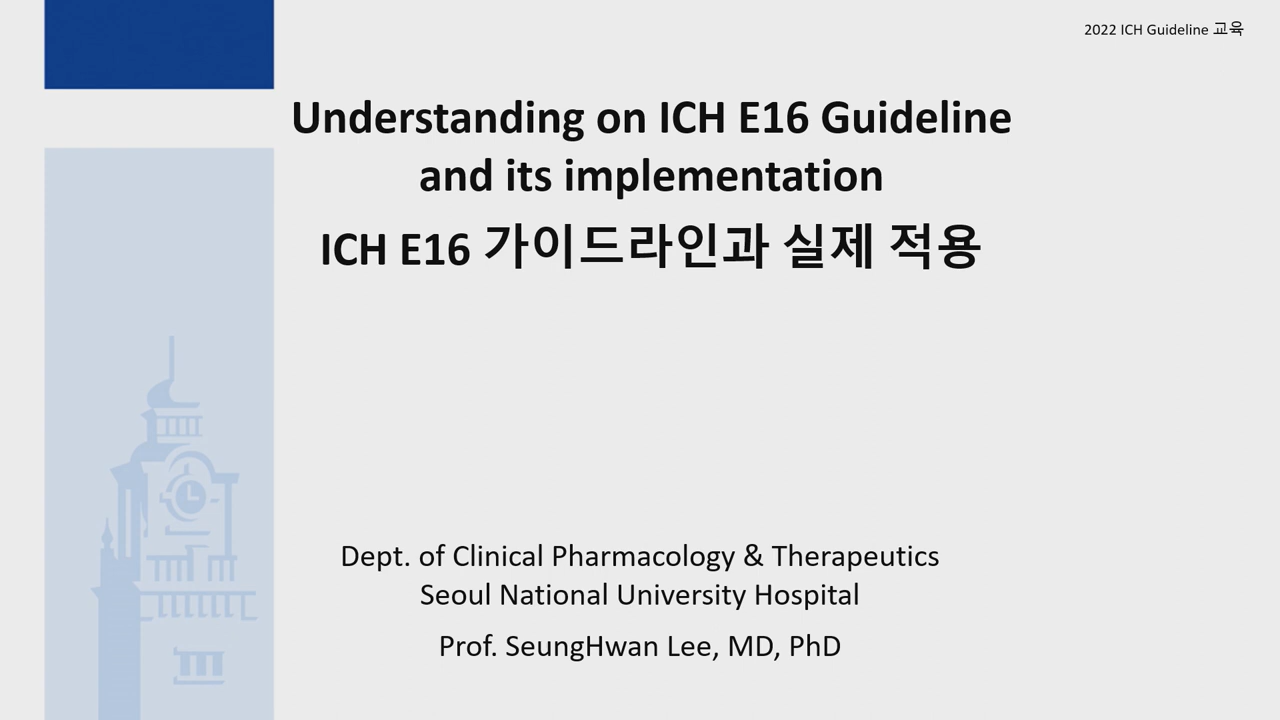 2022 ICH Guideline 교육
Understanding on ICH E16 Guideline
and its implementation
ICH E16 가이드라인과 실제 적용
Dept. of Clinical Pharmacology & Therapeutics
Seoul National University Hospital
Prof. SeungHwan Lee, MD, PhD